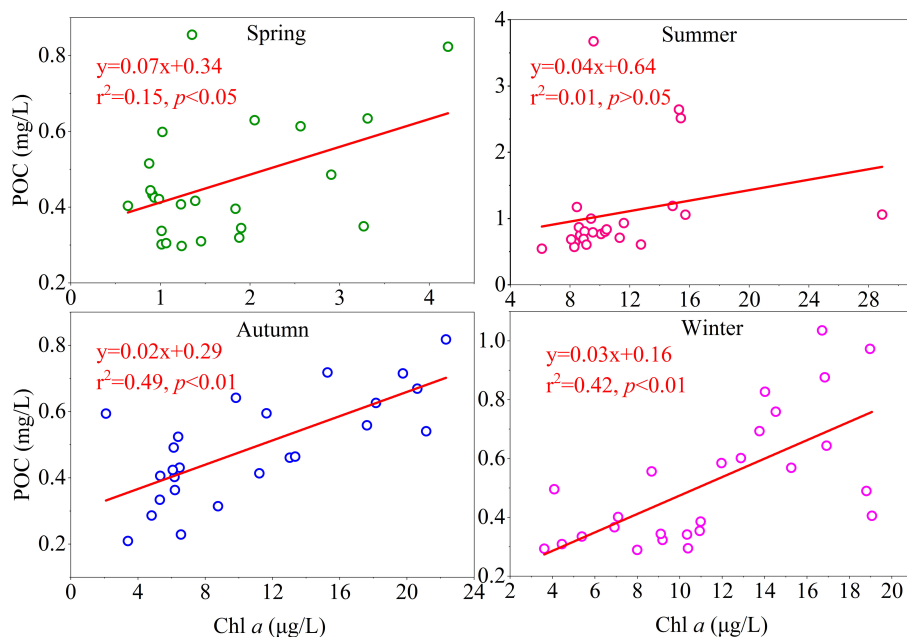 Spring
y=0.07x+0.34
r²=0.15, p<0.05
POC (mg/L)
0.8
0.6
0.4
0.2
0 1 2 3 4
Summer
y=0.04x+0.64
r²=0.01, p>0.05
4
3
2
1
0
4 8 12 16 20 24 28
Autumn
y=0.02x+0.29
r²=0.49, p<0.01
POC (mg/L)
0.8
0.6
0.4
0.2
0 4 8 12 16 20 24
Chl a (μg/L)
Winter
y=0.03x+0.16
r²=0.42, p<0.01
1.0
0.8
0.6
0.4
0.2
2 4 6 8 10 12 14 16 18 20
Chl a (μg/L)